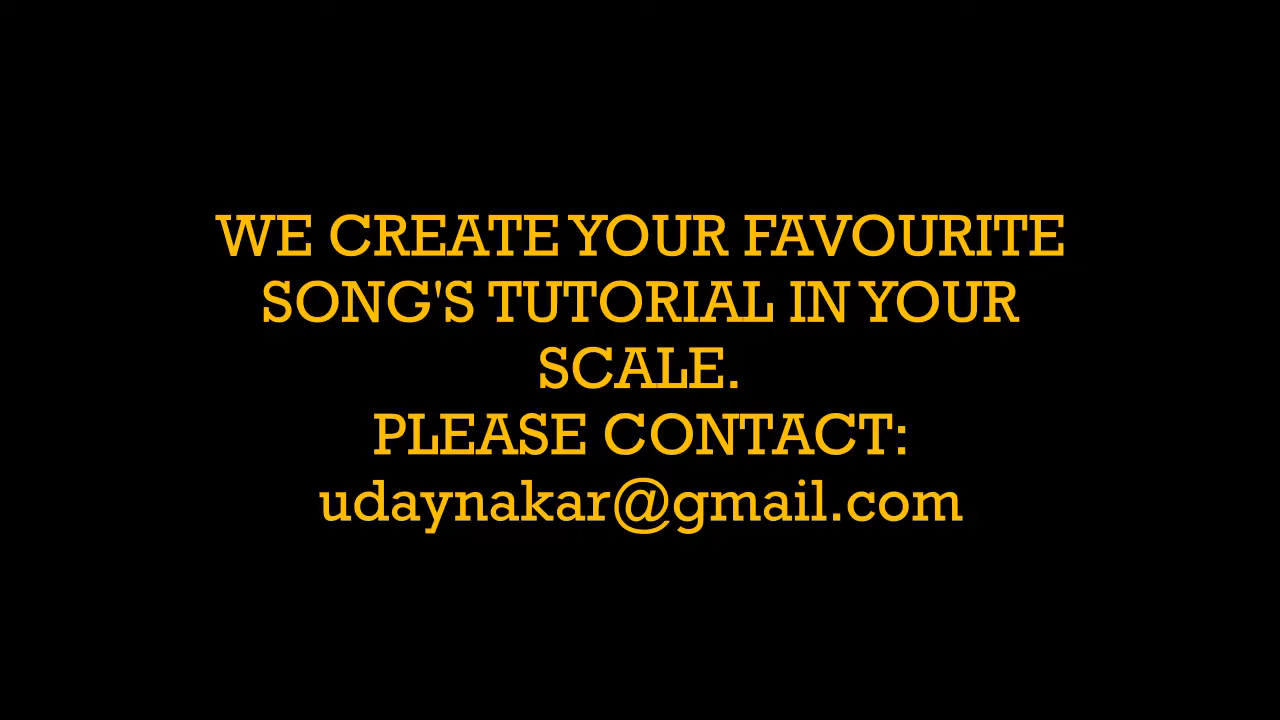 WE CREATE YOUR FAVOURITE
SONG'S TUTORIAL IN YOUR
SCALE.
PLEASE CONTACT:
udaynakar@gmail.com